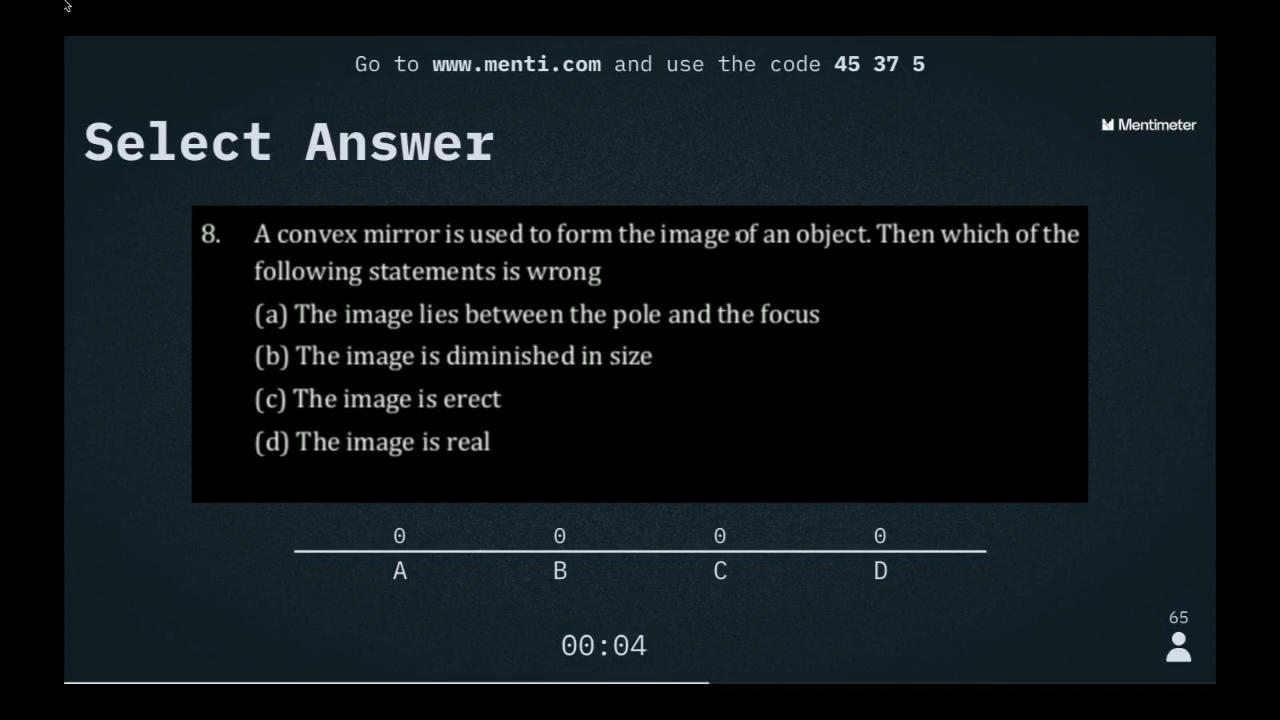 Go to www.menti.com and use the code 45 37 5
Mentimeter
Select Answer
8. A convex mirror is used to form the image of an object. Then which of the
following statements is wrong
(a) The image lies between the pole and the focus
(b) The image is diminished in size
(c) The image is erect
(d) The image is real
0 0 0 0
A B C D
65
00:04